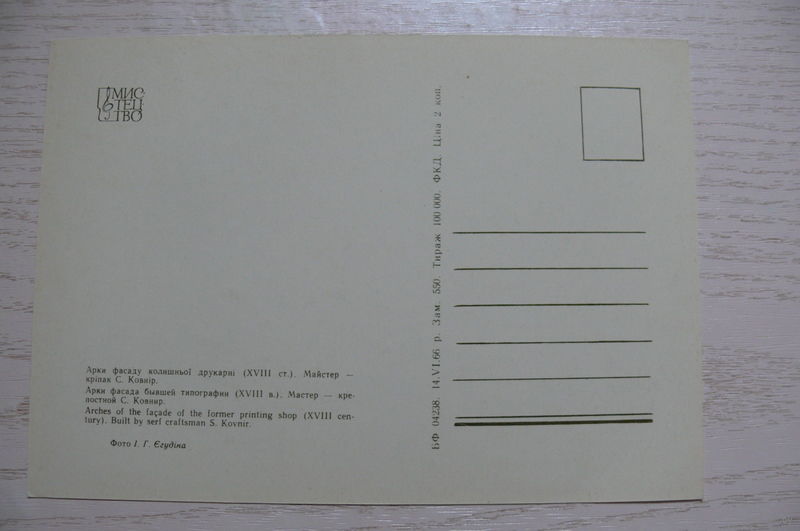 МИС-
ТЕЦ-
ТВО
Арки фасаду колишньої друкарні (XVIII ст.). Майстер —
кріпак С. Ковнір.
Арки фасада бывшей типографии (XVIII в.). Мастер — кре-
постной С. Ковнир.
Arches of the façade of the former printing shop (XVIII cen-
tury). Built by serf craftsman S. Kovnir.
Фото І. Г. Єгудіна
БФ 04238. 14.VI.66 р. Зам. 550. Тираж 100 000. ФКД. Ціна 2 коп.